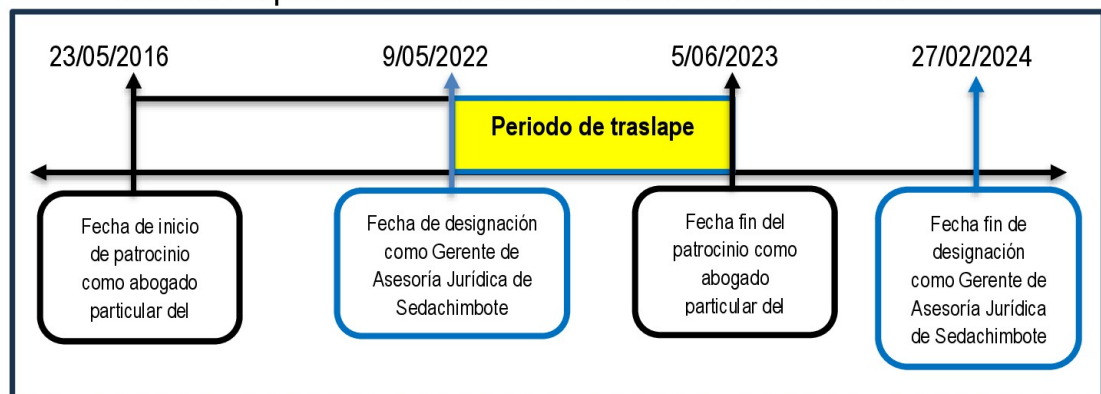 23/05/2016
9/05/2022
5/06/2023
27/02/2024
Periodo de traslape
Fecha de inicio
de patrocinio
como abogado
particular del
Fecha de designación
como Gerente de
Asesoría Jurídica de
Sedachimbote
Fecha fin del
patrocinio como
abogado
particular del
Fecha fin de
designación
como Gerente de
Asesoría Jurídica
de Sedachimbote